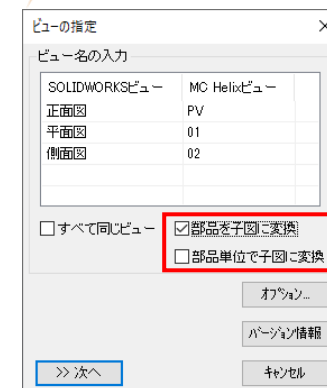 ビューの指定
ビュー名の入力
SOLIDWORKSビュー MC Helixビュー
正面図 PV
平面図 01
側面図 02
すべて同じビュー 部品を子図に変換
部品単位で子図に変換
オプション...
バージョン情報
>> 次へ キャンセル